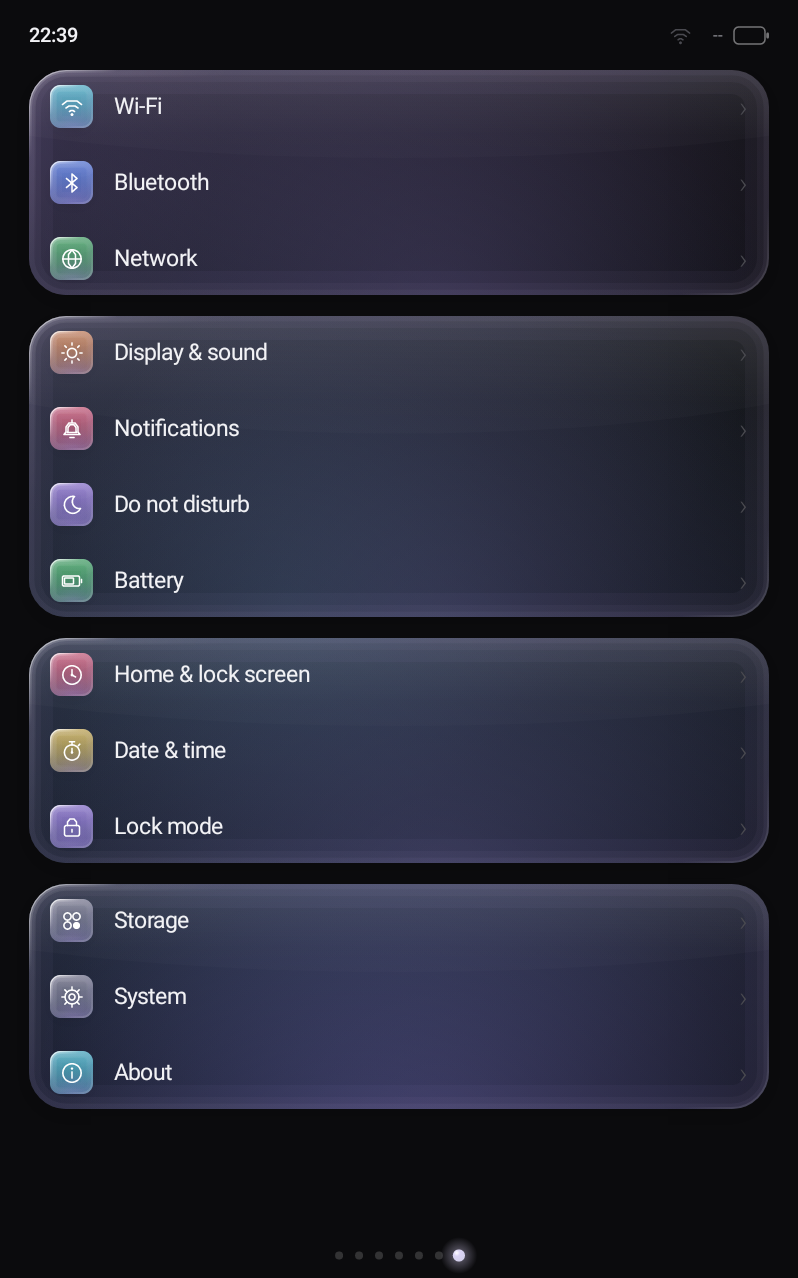 22:39
--
Wi-Fi
Bluetooth
Network
Display & sound
Notifications
Do not disturb
Battery
Home & lock screen
Date & time
Lock mode
Storage
System
About